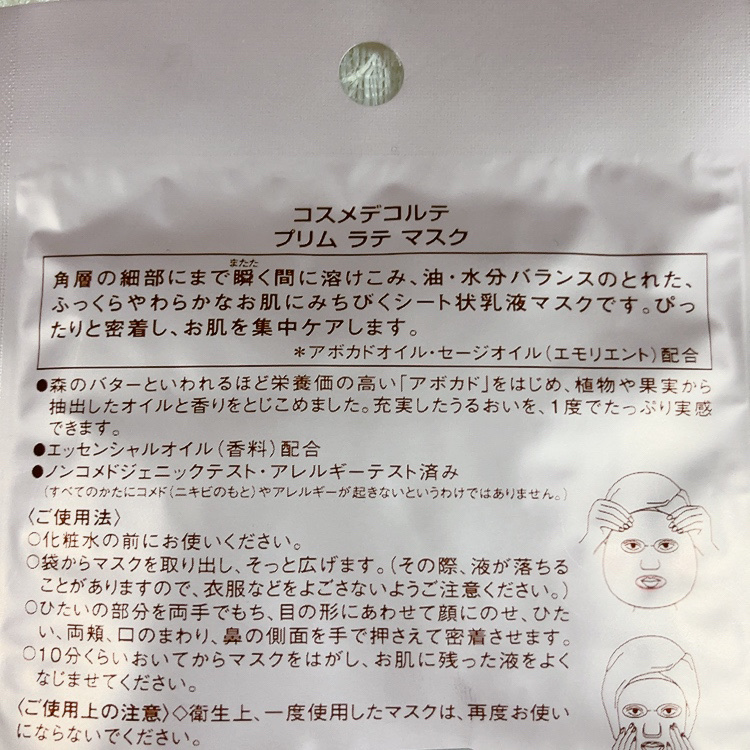 コスメデコルテ
プリム ラテ マスク
またた
角層の細部にまで瞬く間に溶けこみ、油・水分バランスのとれた、
ふっくらやわらかなお肌にみちびくシート状乳液マスクです。ぴっ
たりと密着し、お肌を集中ケアします。
＊アボカドオイル・セージオイル（エモリエント）配合
●森のバターといわれるほど栄養価の高い「アボカド」をはじめ、植物や果実から
抽出したオイルと香りをとじこめました。充実したうるおいを、1度でたっぷり実感
できます。
●エッセンシャルオイル（香料）配合
●ノンコメドジェニックテスト・アレルギーテスト済み
（すべてのかたにコメド（ニキビのもと）やアレルギーが起きないというわけではありません。）
〈ご使用法〉
○化粧水の前にお使いください。
○袋からマスクを取り出し、そっと広げます。（その際、液が落ちる
ことがありますので、衣服などをよごさないようご注意ください。）
○ひたいの部分を両手でもち、目の形にあわせて顔にのせ、ひた
い、両頬、口のまわり、鼻の側面を手で押さえて密着させます。
○10分くらいおいてからマスクをはがし、お肌に残った液をよく
なじませてください。
〈ご使用上の注意〉◇衛生上、一度使用したマスクは、再度お使い
にならないでください。